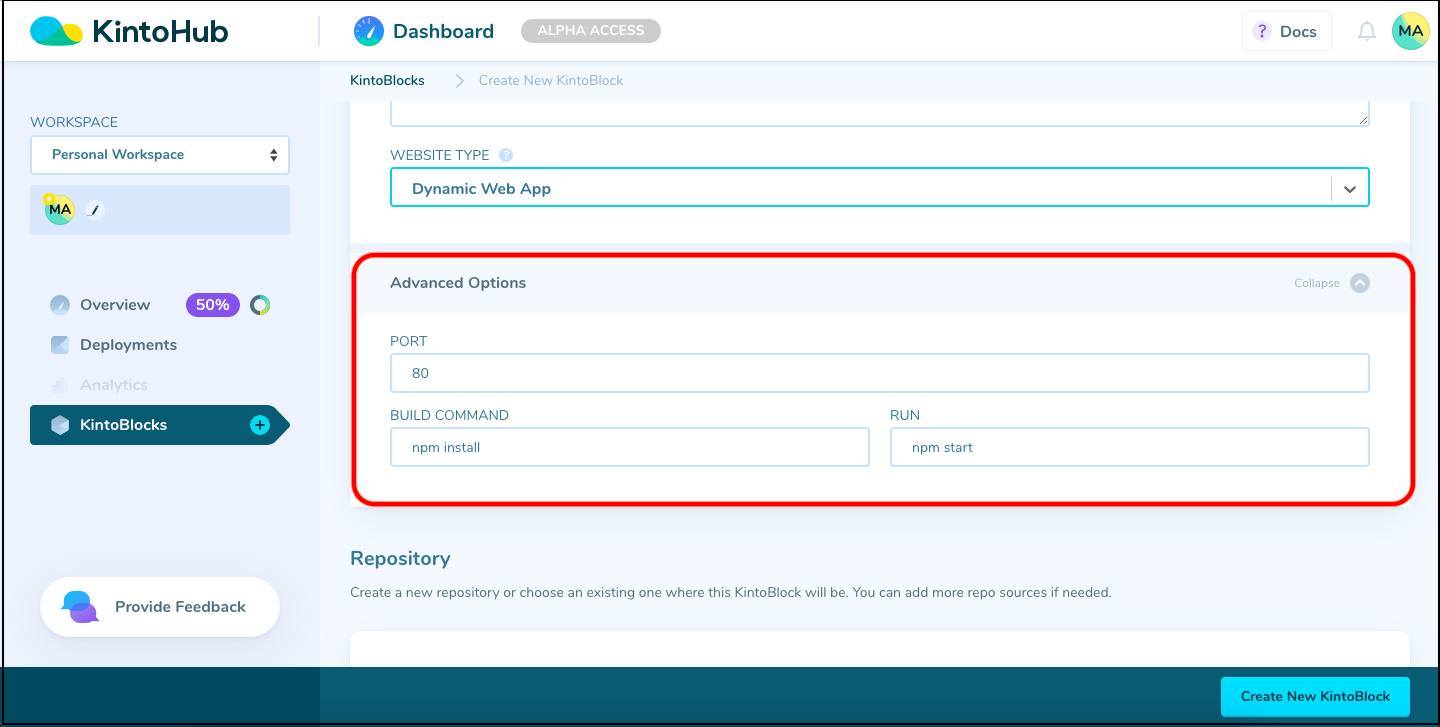 KintoHub
Dashboard
ALPHA ACCESS
? Docs
MA
KintoBlocks
Create New KintoBlock
WORKSPACE
Personal Workspace
MA
Overview
50%
Deployments
Analytics
KintoBlocks
Provide Feedback
WEBSITE TYPE ?
Dynamic Web App
Advanced Options
Collapse
PORT
80
BUILD COMMAND
RUN
npm install
npm start
Repository
Create a new repository or choose an existing one where this KintoBlock will be. You can add more repo sources if needed.
Create New KintoBlock